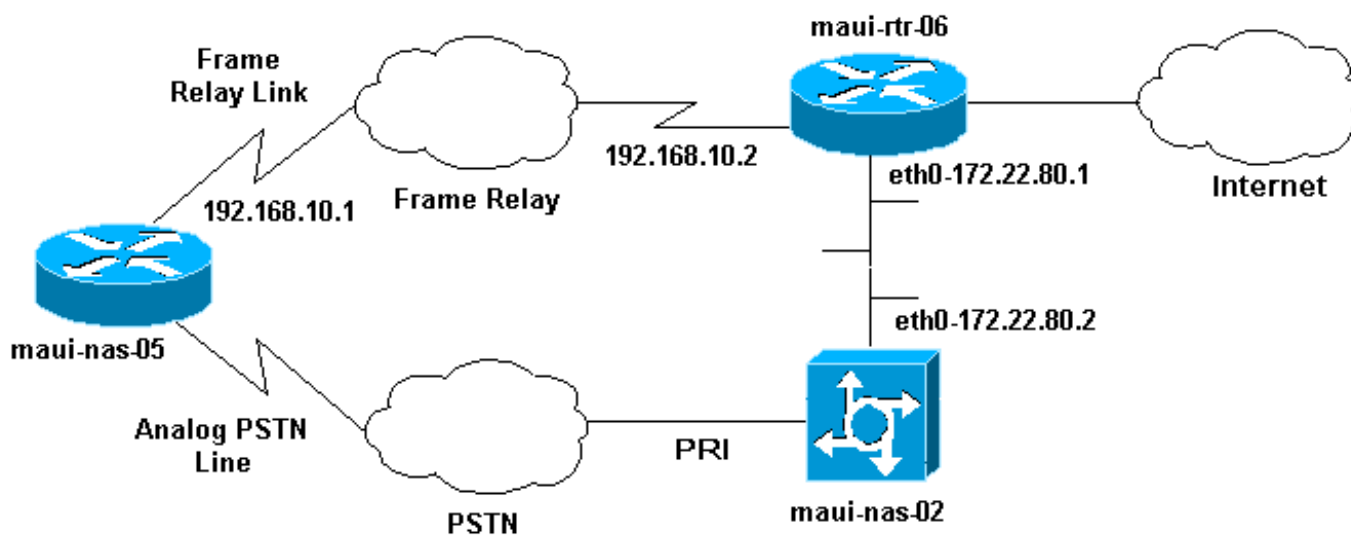 maui-rtr-06
Frame
Relay Link
192.168.10.2
eth0-172.22.80.1
Internet
Frame Relay
192.168.10.1
eth0-172.22.80.2
maui-nas-05
Analog PSTN
Line
PRI
PSTN
maui-nas-02